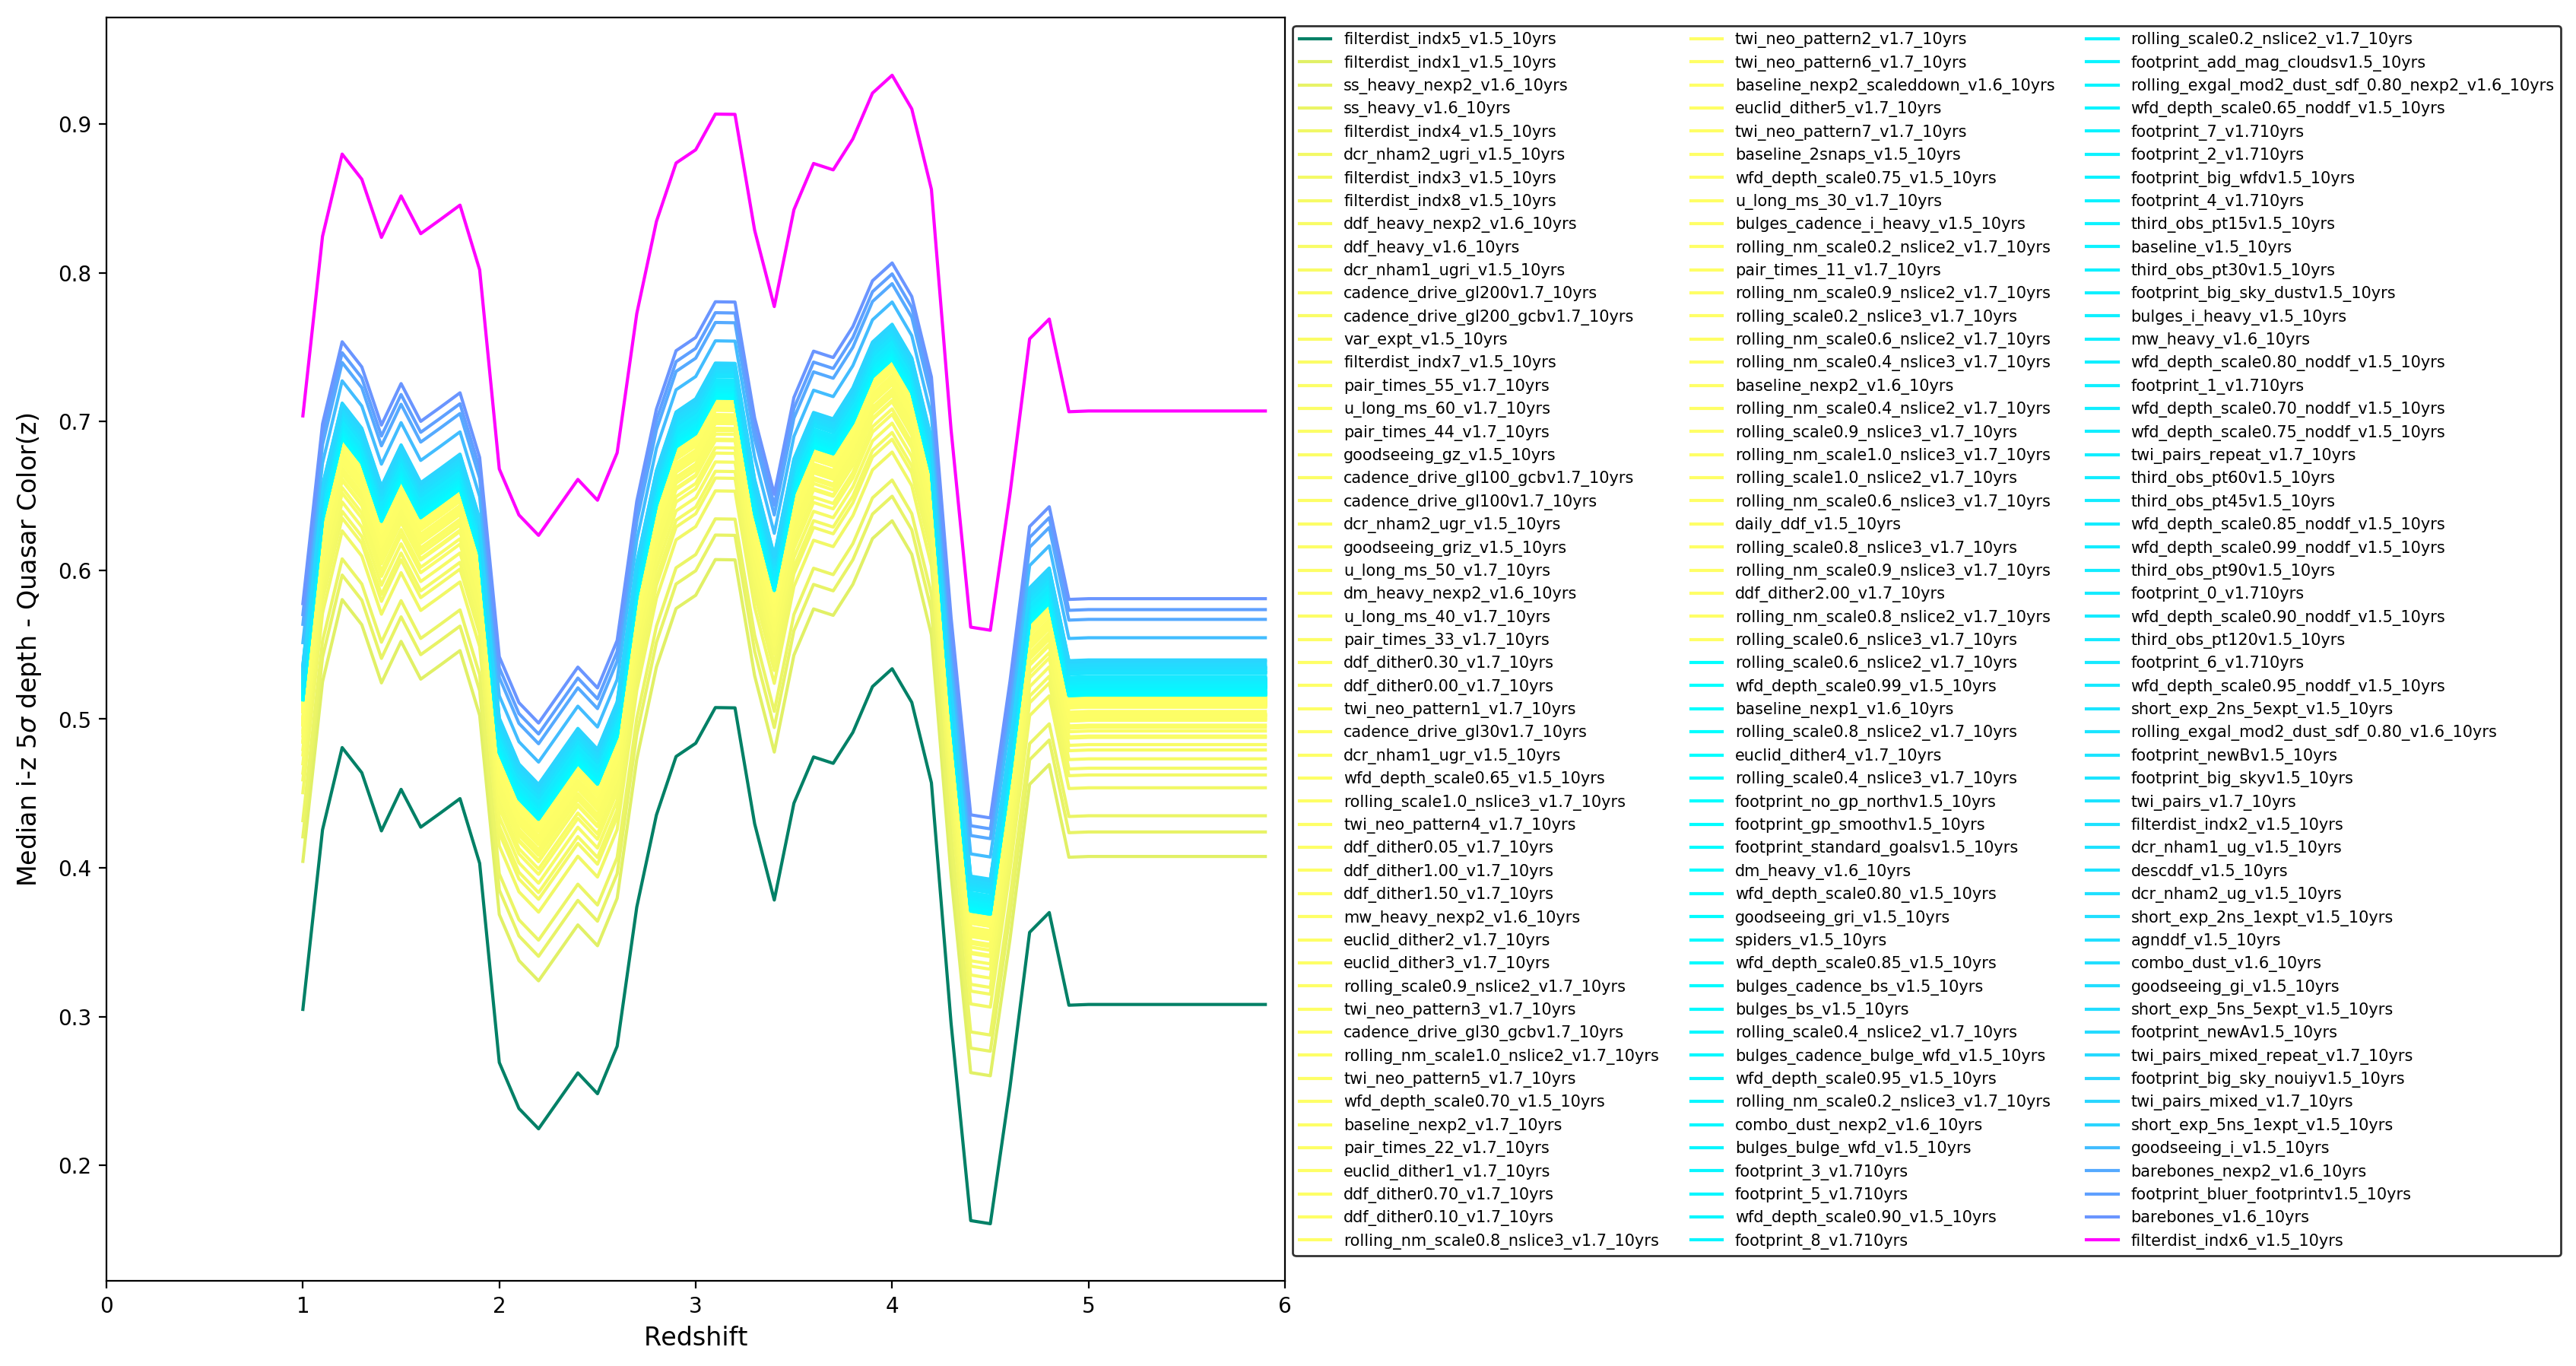 0.9
0.8
0.7
0.6
0.5
0.4
0.3
0.2
Median i-z 5σ depth - Quasar Color(z)
0 1 2 3 4 5 6
Redshift
filterdist_indx5_v1.5_10yrs
filterdist_indx1_v1.5_10yrs
ss_heavy_nexp2_v1.6_10yrs
ss_heavy_v1.6_10yrs
filterdist_indx4_v1.5_10yrs
dcr_nham2_ugri_v1.5_10yrs
filterdist_indx3_v1.5_10yrs
filterdist_indx8_v1.5_10yrs
ddf_heavy_nexp2_v1.6_10yrs
ddf_heavy_v1.6_10yrs
dcr_nham1_ugri_v1.5_10yrs
cadence_drive_gl200v1.7_10yrs
cadence_drive_gl200_gcbv1.7_10yrs
var_expt_v1.5_10yrs
filterdist_indx7_v1.5_10yrs
pair_times_55_v1.7_10yrs
u_long_ms_60_v1.7_10yrs
pair_times_44_v1.7_10yrs
goodseeing_gz_v1.5_10yrs
cadence_drive_gl100_gcbv1.7_10yrs
cadence_drive_gl100v1.7_10yrs
dcr_nham2_ugr_v1.5_10yrs
goodseeing_griz_v1.5_10yrs
u_long_ms_50_v1.7_10yrs
dm_heavy_nexp2_v1.6_10yrs
u_long_ms_40_v1.7_10yrs
pair_times_33_v1.7_10yrs
ddf_dither0.30_v1.7_10yrs
ddf_dither0.00_v1.7_10yrs
twi_neo_pattern1_v1.7_10yrs
cadence_drive_gl30v1.7_10yrs
dcr_nham1_ugr_v1.5_10yrs
wfd_depth_scale0.65_v1.5_10yrs
rolling_scale1.0_nslice3_v1.7_10yrs
twi_neo_pattern4_v1.7_10yrs
ddf_dither0.05_v1.7_10yrs
ddf_dither1.00_v1.7_10yrs
ddf_dither1.50_v1.7_10yrs
mw_heavy_nexp2_v1.6_10yrs
euclid_dither2_v1.7_10yrs
euclid_dither3_v1.7_10yrs
rolling_scale0.9_nslice2_v1.7_10yrs
twi_neo_pattern3_v1.7_10yrs
cadence_drive_gl30_gcbv1.7_10yrs
rolling_nm_scale1.0_nslice2_v1.7_10yrs
twi_neo_pattern5_v1.7_10yrs
wfd_depth_scale0.70_v1.5_10yrs
baseline_nexp2_v1.7_10yrs
pair_times_22_v1.7_10yrs
euclid_dither1_v1.7_10yrs
ddf_dither0.70_v1.7_10yrs
ddf_dither0.10_v1.7_10yrs
rolling_nm_scale0.8_nslice3_v1.7_10yrs
twi_neo_pattern2_v1.7_10yrs
twi_neo_pattern6_v1.7_10yrs
baseline_nexp2_scaleddown_v1.6_10yrs
euclid_dither5_v1.7_10yrs
twi_neo_pattern7_v1.7_10yrs
baseline_2snaps_v1.5_10yrs
wfd_depth_scale0.75_v1.5_10yrs
u_long_ms_30_v1.7_10yrs
bulges_cadence_i_heavy_v1.5_10yrs
rolling_nm_scale0.2_nslice2_v1.7_10yrs
pair_times_11_v1.7_10yrs
rolling_nm_scale0.9_nslice2_v1.7_10yrs
rolling_scale0.2_nslice3_v1.7_10yrs
rolling_nm_scale0.6_nslice2_v1.7_10yrs
rolling_nm_scale0.4_nslice3_v1.7_10yrs
baseline_nexp2_v1.6_10yrs
rolling_nm_scale0.4_nslice2_v1.7_10yrs
rolling_scale0.9_nslice3_v1.7_10yrs
rolling_nm_scale1.0_nslice3_v1.7_10yrs
rolling_scale1.0_nslice2_v1.7_10yrs
rolling_nm_scale0.6_nslice3_v1.7_10yrs
daily_ddf_v1.5_10yrs
rolling_scale0.8_nslice3_v1.7_10yrs
rolling_nm_scale0.9_nslice3_v1.7_10yrs
ddf_dither2.00_v1.7_10yrs
rolling_nm_scale0.8_nslice2_v1.7_10yrs
rolling_scale0.6_nslice3_v1.7_10yrs
rolling_scale0.6_nslice2_v1.7_10yrs
wfd_depth_scale0.99_v1.5_10yrs
baseline_nexp1_v1.6_10yrs
rolling_scale0.8_nslice2_v1.7_10yrs
euclid_dither4_v1.7_10yrs
rolling_scale0.4_nslice3_v1.7_10yrs
footprint_no_gp_northv1.5_10yrs
footprint_gp_smoothv1.5_10yrs
footprint_standard_goalsv1.5_10yrs
dm_heavy_v1.6_10yrs
wfd_depth_scale0.80_v1.5_10yrs
goodseeing_gri_v1.5_10yrs
spiders_v1.5_10yrs
wfd_depth_scale0.85_v1.5_10yrs
bulges_cadence_bs_v1.5_10yrs
bulges_bs_v1.5_10yrs
rolling_scale0.4_nslice2_v1.7_10yrs
bulges_cadence_bulge_wfd_v1.5_10yrs
wfd_depth_scale0.95_v1.5_10yrs
rolling_nm_scale0.2_nslice3_v1.7_10yrs
combo_dust_nexp2_v1.6_10yrs
bulges_bulge_wfd_v1.5_10yrs
footprint_3_v1.710yrs
footprint_5_v1.710yrs
wfd_depth_scale0.90_v1.5_10yrs
footprint_8_v1.710yrs
rolling_scale0.2_nslice2_v1.7_10yrs
footprint_add_mag_cloudsv1.5_10yrs
rolling_exgal_mod2_dust_sdf_0.80_nexp2_v1.6_10yrs
wfd_depth_scale0.65_noddf_v1.5_10yrs
footprint_7_v1.710yrs
footprint_2_v1.710yrs
footprint_big_wfdv1.5_10yrs
footprint_4_v1.710yrs
third_obs_pt15v1.5_10yrs
baseline_v1.5_10yrs
third_obs_pt30v1.5_10yrs
footprint_big_sky_dustv1.5_10yrs
bulges_i_heavy_v1.5_10yrs
mw_heavy_v1.6_10yrs
wfd_depth_scale0.80_noddf_v1.5_10yrs
footprint_1_v1.710yrs
wfd_depth_scale0.70_noddf_v1.5_10yrs
wfd_depth_scale0.75_noddf_v1.5_10yrs
twi_pairs_repeat_v1.7_10yrs
third_obs_pt60v1.5_10yrs
third_obs_pt45v1.5_10yrs
wfd_depth_scale0.85_noddf_v1.5_10yrs
wfd_depth_scale0.99_noddf_v1.5_10yrs
third_obs_pt90v1.5_10yrs
footprint_0_v1.710yrs
wfd_depth_scale0.90_noddf_v1.5_10yrs
third_obs_pt120v1.5_10yrs
footprint_6_v1.710yrs
wfd_depth_scale0.95_noddf_v1.5_10yrs
short_exp_2ns_5expt_v1.5_10yrs
rolling_exgal_mod2_dust_sdf_0.80_v1.6_10yrs
footprint_newBv1.5_10yrs
footprint_big_skyv1.5_10yrs
twi_pairs_v1.7_10yrs
filterdist_indx2_v1.5_10yrs
dcr_nham1_ug_v1.5_10yrs
descddf_v1.5_10yrs
dcr_nham2_ug_v1.5_10yrs
short_exp_2ns_1expt_v1.5_10yrs
agnddf_v1.5_10yrs
combo_dust_v1.6_10yrs
goodseeing_gi_v1.5_10yrs
short_exp_5ns_5expt_v1.5_10yrs
footprint_newAv1.5_10yrs
twi_pairs_mixed_repeat_v1.7_10yrs
footprint_big_sky_nouiyv1.5_10yrs
twi_pairs_mixed_v1.7_10yrs
short_exp_5ns_1expt_v1.5_10yrs
goodseeing_i_v1.5_10yrs
barebones_nexp2_v1.6_10yrs
footprint_bluer_footprintv1.5_10yrs
barebones_v1.6_10yrs
filterdist_indx6_v1.5_10yrs